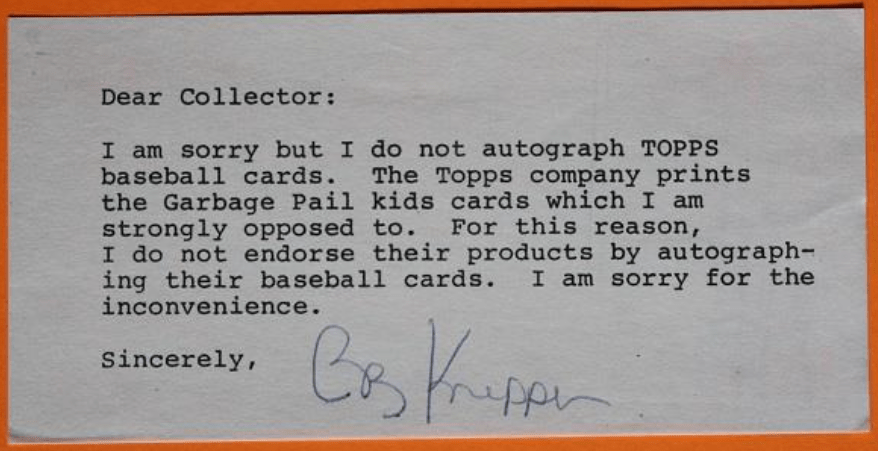 Dear Collector:
I am sorry but I do not autograph TOPPS
baseball cards. The Topps company prints
the Garbage Pail kids cards which I am
strongly opposed to. For this reason,
I do not endorse their products by autograph-
ing their baseball cards. I am sorry for the
inconvenience.
Sincerely,
Bob Knepper